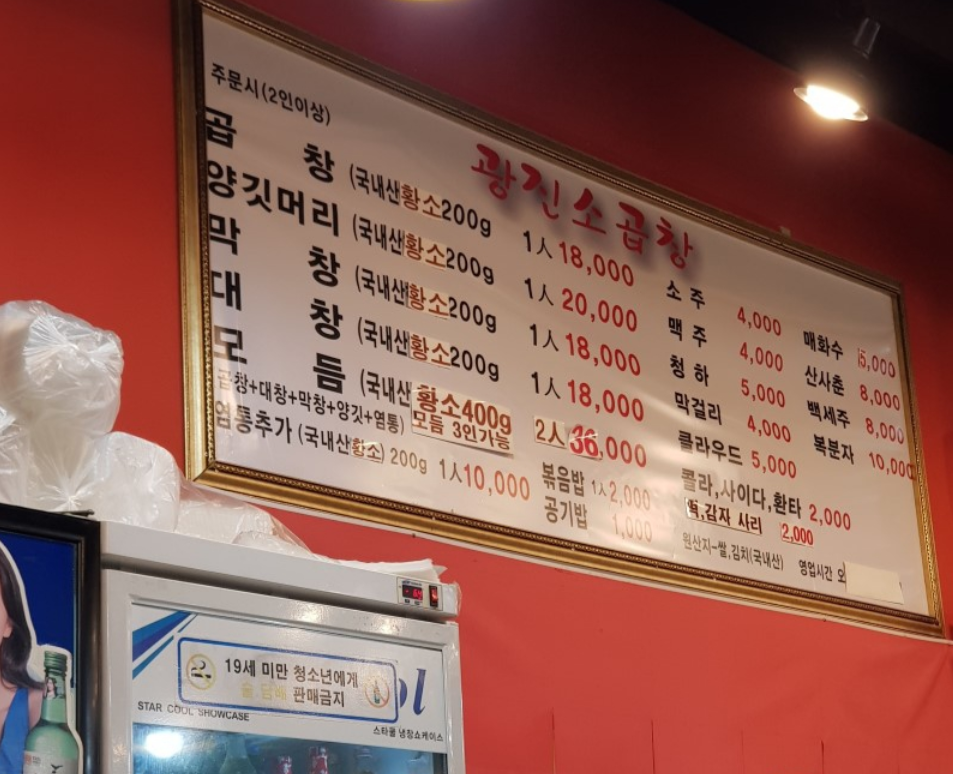 주문시(2인이상)
광진소곱창
곱창 (국내산황소200g 1人 18,000
양깃머리 (국내산황소200g 1人 20,000
막창 (국내산황소200g 1人 18,000
대창 (국내산황소200g 1人 18,000
모듬 (국내산 황소400g 2人 36,000
곱창+대창+막창+양깃+염통) 모듬 3인가능
염통추가 (국내산황소) 200g 1人 10,000
볶음밥 1人 2,000
공기밥 1,000
소주 4,000
맥주 4,000
청하 5,000
막걸리 4,000
클라우드 5,000
콜라,사이다,환타 2,000
떡,감자 사리 2,000
매화수 5,000
산사춘 8,000
백세주 8,000
복분자 10,000
원산지-쌀,김치(국내산) 영업시간 오
19세 미만 청소년에게
술 담배 판매금지
STAR COOL SHOWCASE
스타쿨 냉장쇼케이스